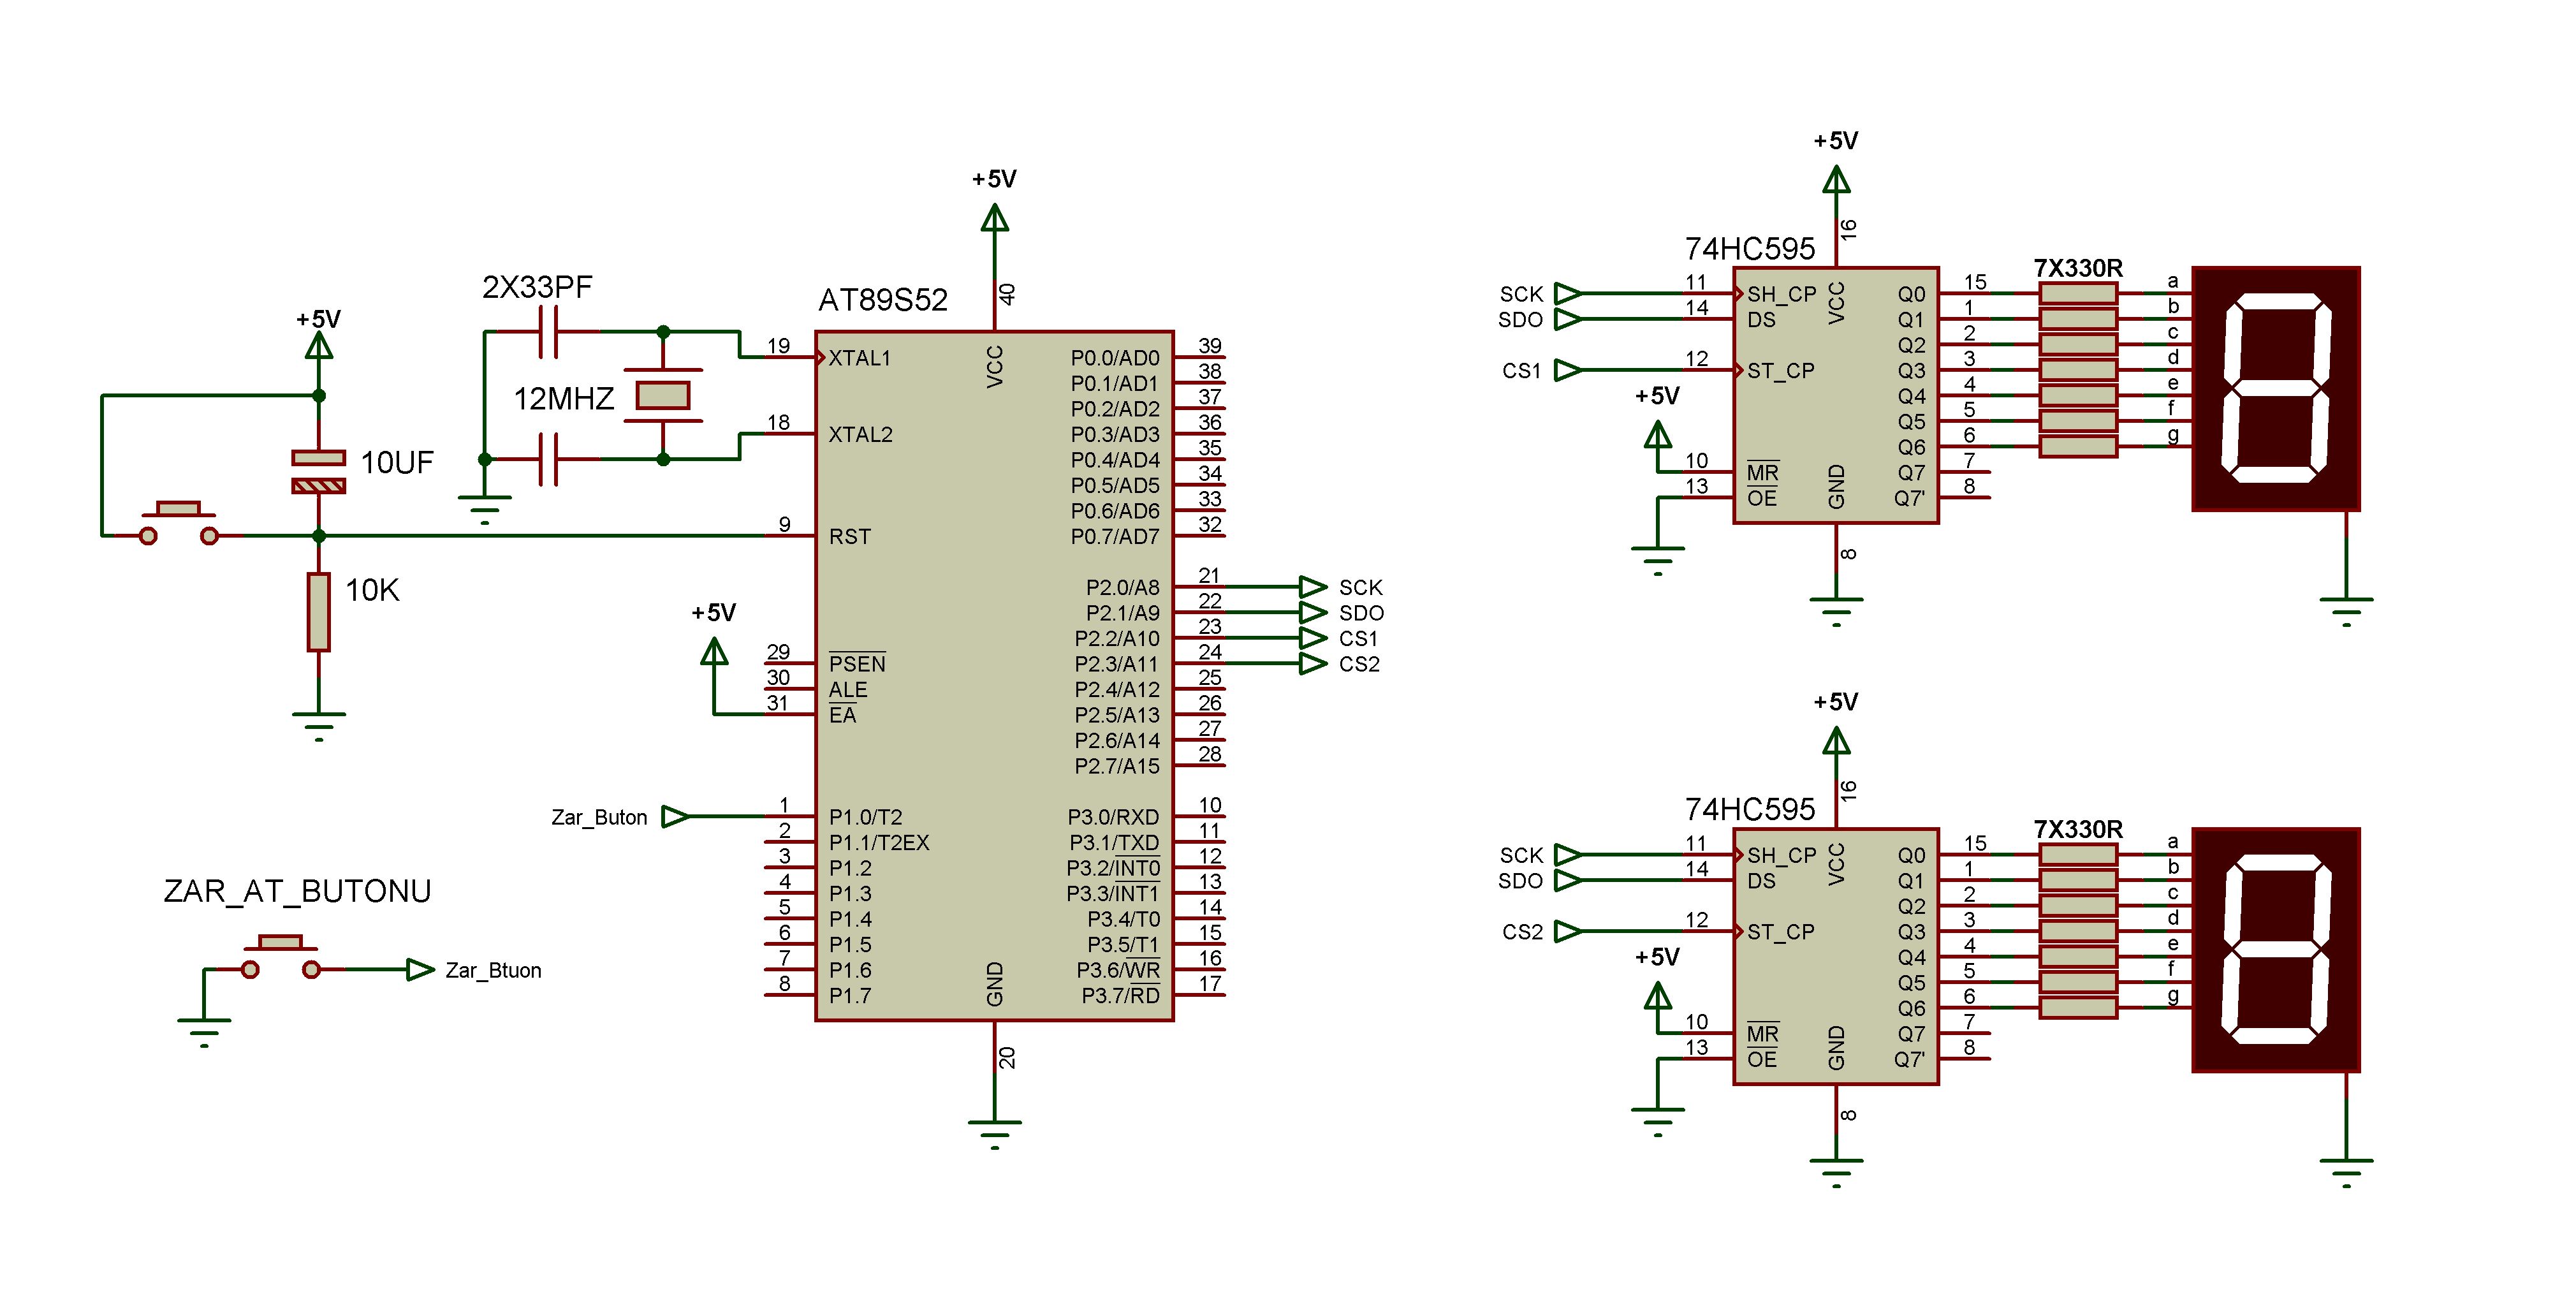 +5V
10UF
10K
2X33PF
12MHZ
+5V
AT89S52
40
VCC
19 XTAL1
18 XTAL2
9 RST
+5V
29 PSEN
30 ALE
31 EA
Zar_Buton
1 P1.0/T2
2 P1.1/T2EX
3 P1.2
4 P1.3
5 P1.4
6 P1.5
7 P1.6
8 P1.7
P0.0/AD0 39
P0.1/AD1 38
P0.2/AD2 37
P0.3/AD3 36
P0.4/AD4 35
P0.5/AD5 34
P0.6/AD6 33
P0.7/AD7 32
P2.0/A8 21 SCK
P2.1/A9 22 SDO
P2.2/A10 23 CS1
P2.3/A11 24 CS2
P2.4/A12 25
P2.5/A13 26
P2.6/A14 27
P2.7/A15 28
P3.0/RXD 10
P3.1/TXD 11
P3.2/INT0 12
P3.3/INT1 13
P3.4/T0 14
P3.5/T1 15
P3.6/WR 16
P3.7/RD 17
GND
20
ZAR_AT_BUTONU
Zar_Btuon
+5V
16
74HC595
7X330R
SCK 11 SH_CP
SDO 14 DS
CS1 12 ST_CP
+5V
10 MR
13 OE
VCC
GND
8
Q0 15 a
Q1 1 b
Q2 2 c
Q3 3 d
Q4 4 e
Q5 5 f
Q6 6 g
Q7 7
Q7' 8
+5V
16
74HC595
7X330R
SCK 11 SH_CP
SDO 14 DS
CS2 12 ST_CP
+5V
10 MR
13 OE
VCC
GND
8
Q0 15 a
Q1 1 b
Q2 2 c
Q3 3 d
Q4 4 e
Q5 5 f
Q6 6 g
Q7 7
Q7' 8